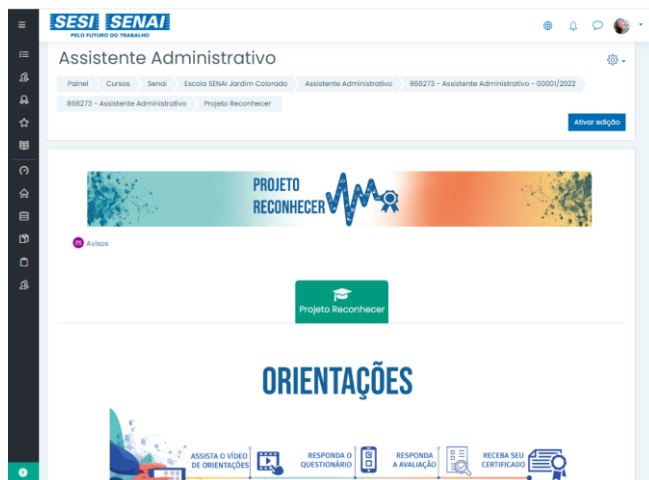 SESI SENAI
PELO FUTURO DO TRABALHO
Assistente Administrativo
Painel Cursos Senai Escola SENAI Jardim Colorado Assistente Administrativo 866273 - Assistente Administrativo - 00001/2022
866273 - Assistente Administrativo Projeto Reconhecer
Ativar edição
PROJETO
RECONHECER
Avisos
Projeto Reconhecer
ORIENTAÇÕES
ASSISTA O VÍDEO
DE ORIENTAÇÕES
RESPONDA O
QUESTIONÁRIO
RESPONDA
A AVALIAÇÃO
RECEBA SEU
CERTIFICADO